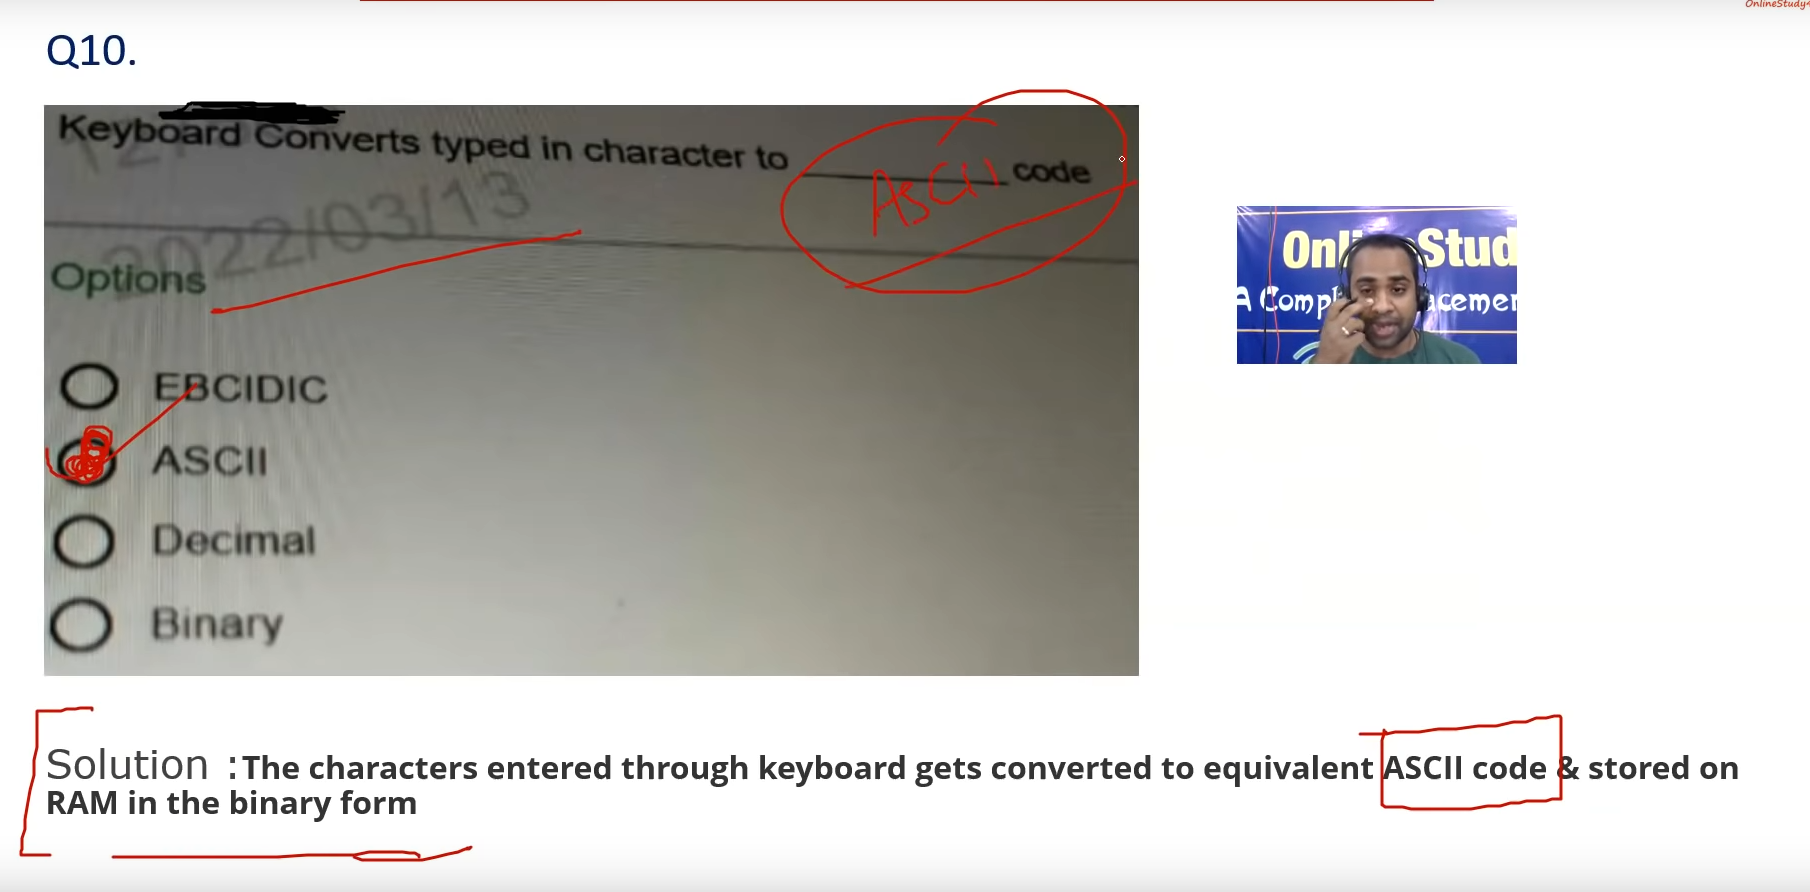 OnlineStudy4
Q10.
Keyboard Converts typed in character to ASCII code
2022/03/13
Options
EBCIDIC
ASCII
Decimal
Binary
Onli Stud
A Compl acemen
Solution :The characters entered through keyboard gets converted to equivalent ASCII code & stored on
RAM in the binary form